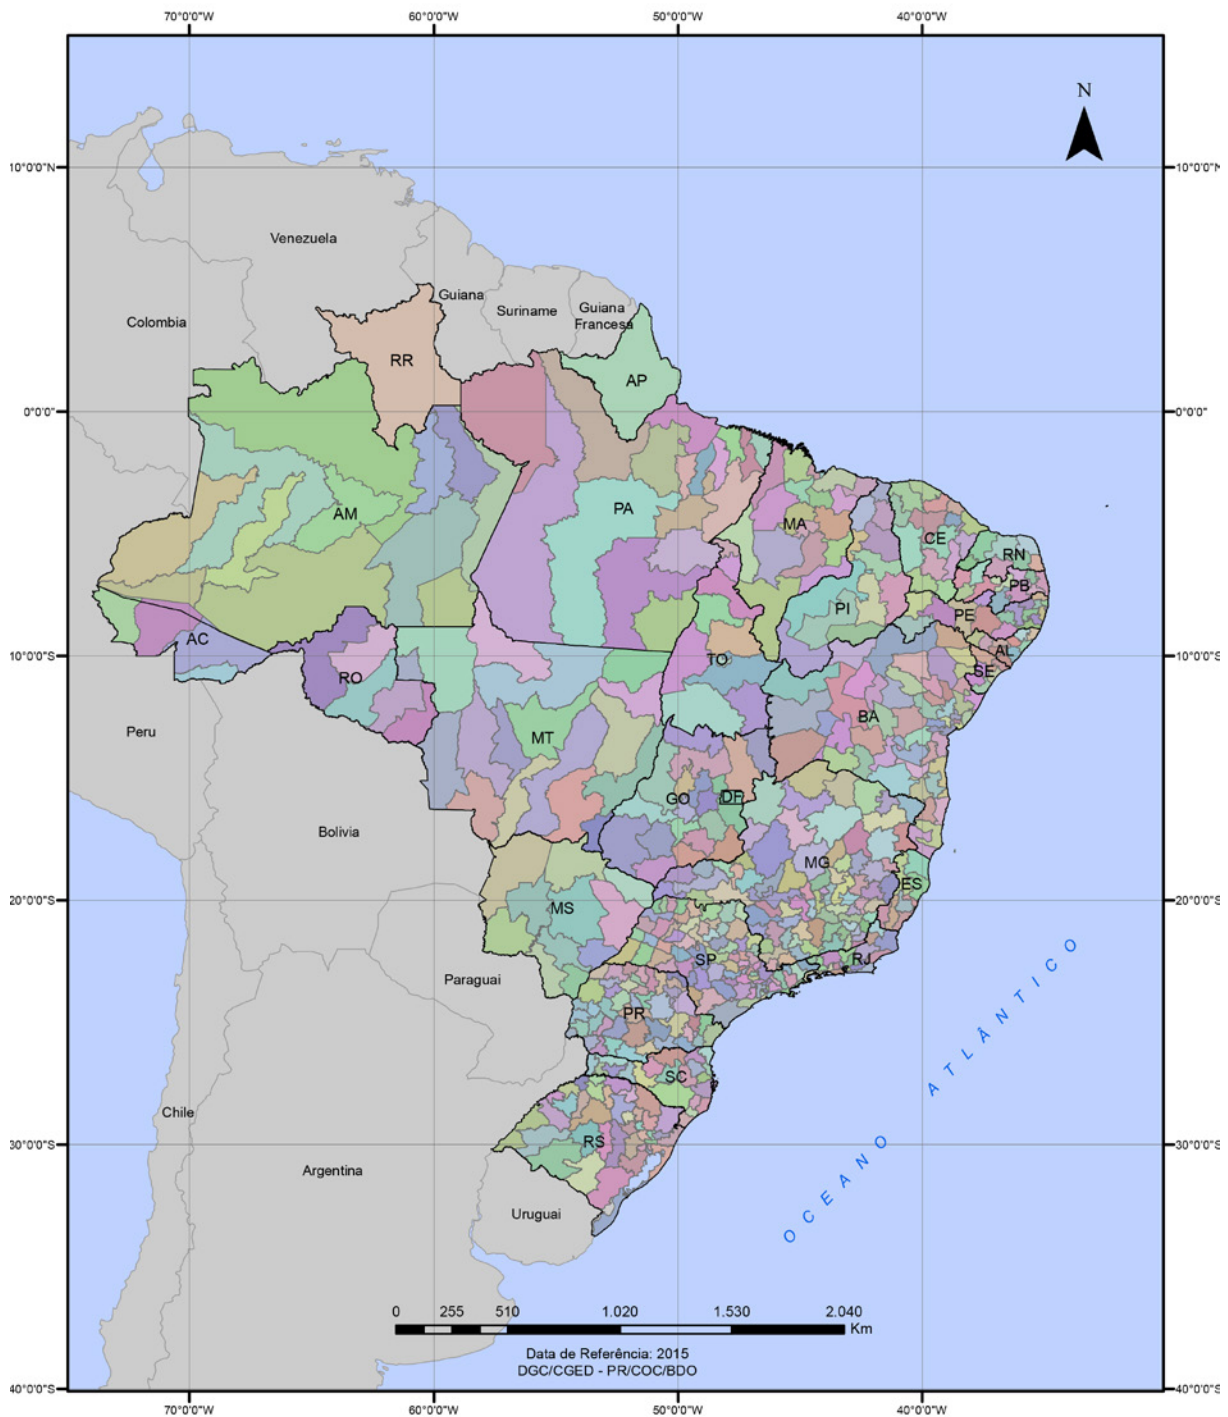 70°0'0"W 60°0'0"W 50°0'0"W 40°0'0"W
N
10°0'0"N 10°0'0"N
Venezuela
Guiana
Suriname
Guiana
Francesa
Colombia
RR
AP
0°0'0" 0°0'0"
AM
PA
MA
CE
RN
PB
PI
PE
AC
AL
10°0'0"S 10°0'0"S
TO
SE
RO
BA
Peru
MT
GO
DF
Bolivia
MG
ES
20°0'0"S 20°0'0"S
MS
SP
RJ
Paraguai
PR
OCEANO ATLÂNTICO
SC
Chile
RS
30°0'0"S 30°0'0"S
Argentina
Uruguai
0 255 510 1.020 1.530 2.040
Km
Data de Referência: 2015
DGC/CGED - PR/COC/BDO
40°0'0"S 40°0'0"S
70°0'0"W 60°0'0"W 50°0'0"W 40°0'0"W